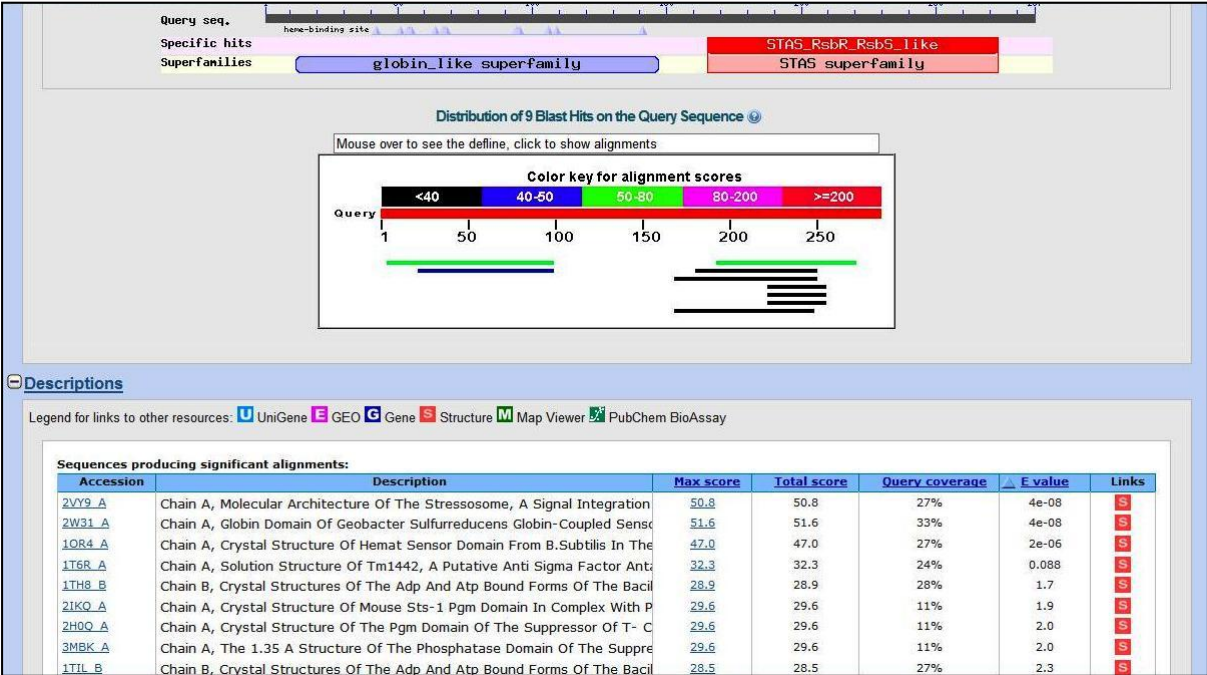 Query seq.
heme-binding site
Specific hits
STAS_RsbR_RsbS_like
Superfamilies
globin_like superfamily
STAS superfamily
Distribution of 9 Blast Hits on the Query Sequence
Mouse over to see the defline, click to show alignments
Color key for alignment scores
<40 40-50 50-80 80-200 >=200
Query
1 50 100 150 200 250
Descriptions
Legend for links to other resources: U UniGene E GEO G Gene S Structure M Map Viewer PubChem BioAssay
Sequences producing significant alignments:
Accession Description Max score Total score Query coverage E value Links
2VY9_A Chain A, Molecular Architecture Of The Stressosome, A Signal Integration 50.8 50.8 27% 4e-08 S
2W31_A Chain A, Globin Domain Of Geobacter Sulfurreducens Globin-Coupled Senso 51.6 51.6 33% 4e-08 S
1OR4_A Chain A, Crystal Structure Of Hemat Sensor Domain From B.Subtilis In The 47.0 47.0 27% 2e-06 S
1T6R_A Chain A, Solution Structure Of Tm1442, A Putative Anti Sigma Factor Anta 32.3 32.3 24% 0.088 S
1TH8_B Chain B, Crystal Structures Of The Adp And Atp Bound Forms Of The Bacil 28.9 28.9 28% 1.7 S
2IKQ_A Chain A, Crystal Structure Of Mouse Sts-1 Pgm Domain In Complex With P 29.6 29.6 11% 1.9 S
2H0Q_A Chain A, Crystal Structure Of The Pgm Domain Of The Suppressor Of T- C 29.6 29.6 11% 2.0 S
3MBK_A Chain A, The 1.35 A Structure Of The Phosphatase Domain Of The Suppre 29.6 29.6 11% 2.0 S
1TIL_B Chain B, Crystal Structures Of The Adp And Atp Bound Forms Of The Bacil 28.5 28.5 27% 2.3 S